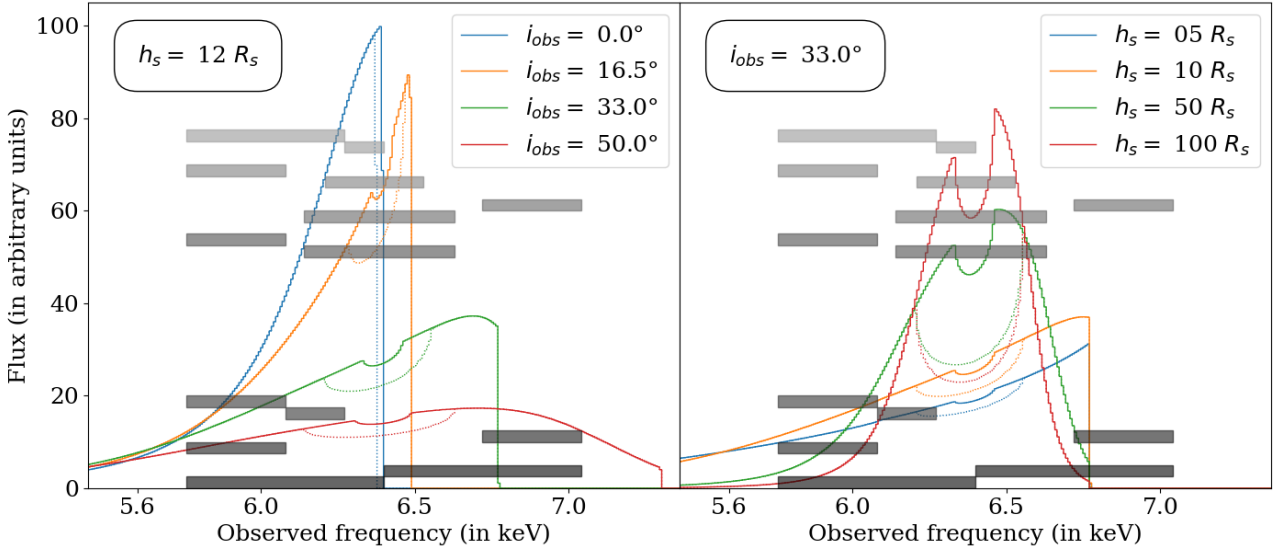 h_s = 12 R_s
i_obs = 0.0°
i_obs = 16.5°
i_obs = 33.0°
i_obs = 50.0°
i_obs = 33.0°
h_s = 05 R_s
h_s = 10 R_s
h_s = 50 R_s
h_s = 100 R_s
Flux (in arbitrary units)
100
80
60
40
20
0
5.6 6.0 6.5 7.0
5.6 6.0 6.5 7.0
Observed frequency (in keV)
Observed frequency (in keV)